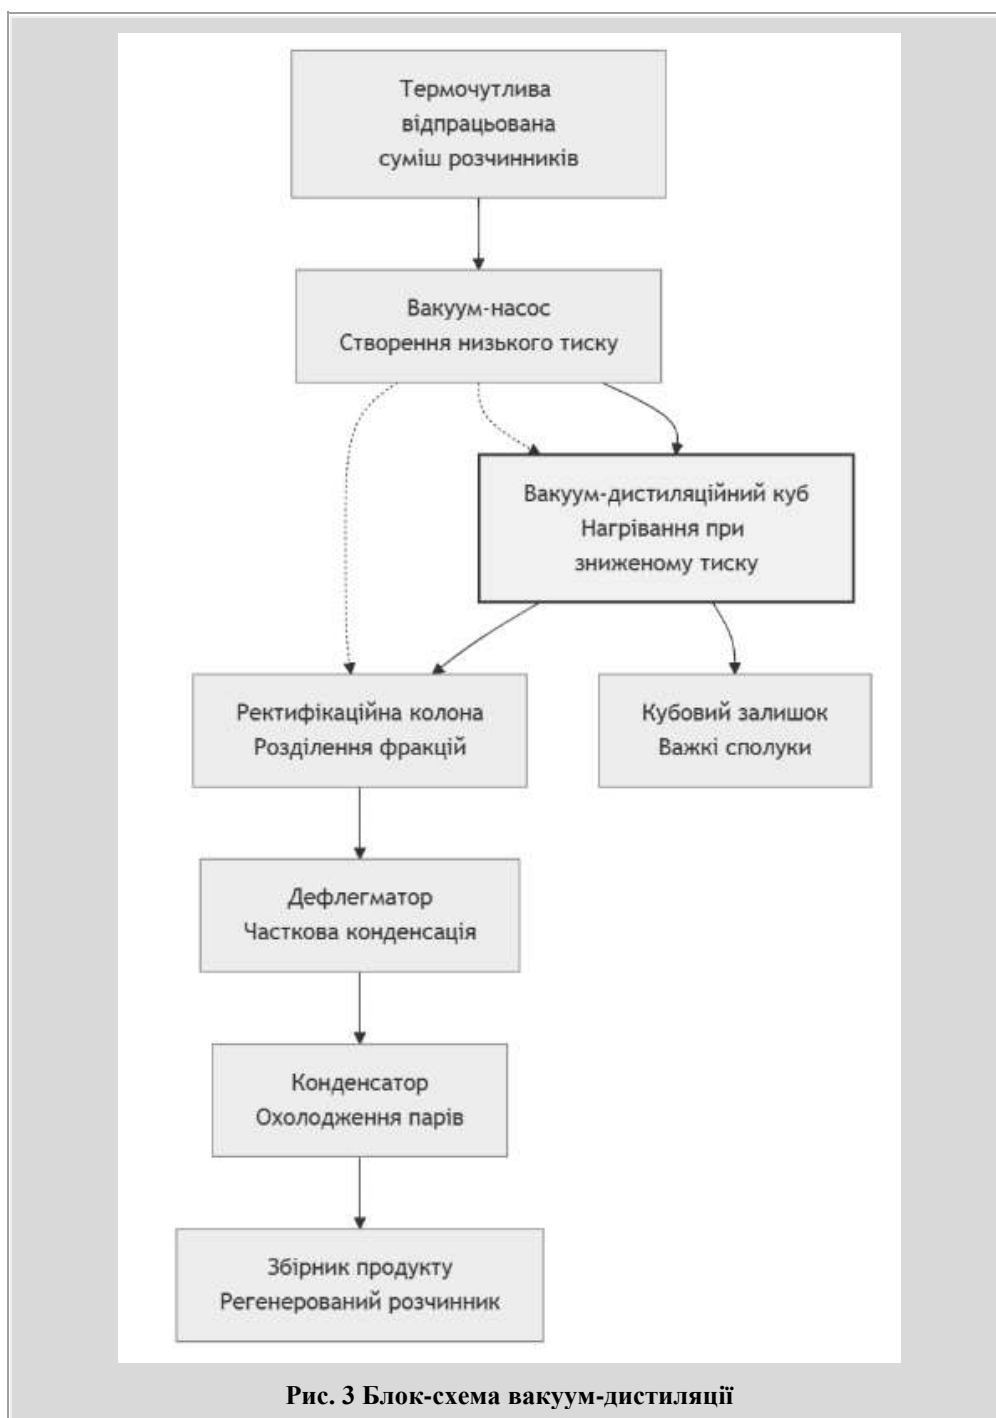 Термочутлива
відпрацьована
суміш розчинників
Вакуум-насос
Створення низького тиску
Вакуум-дистиляційний куб
Нагрівання при
зниженому тиску
Ректифікаційна колона
Розділення фракцій
Кубовий залишок
Важкі сполуки
Дефлегматор
Часткова конденсація
Конденсатор
Охолодження парів
Збірник продукту
Регенерований розчинник
Рис. 3 Блок-схема вакуум-дистиляції